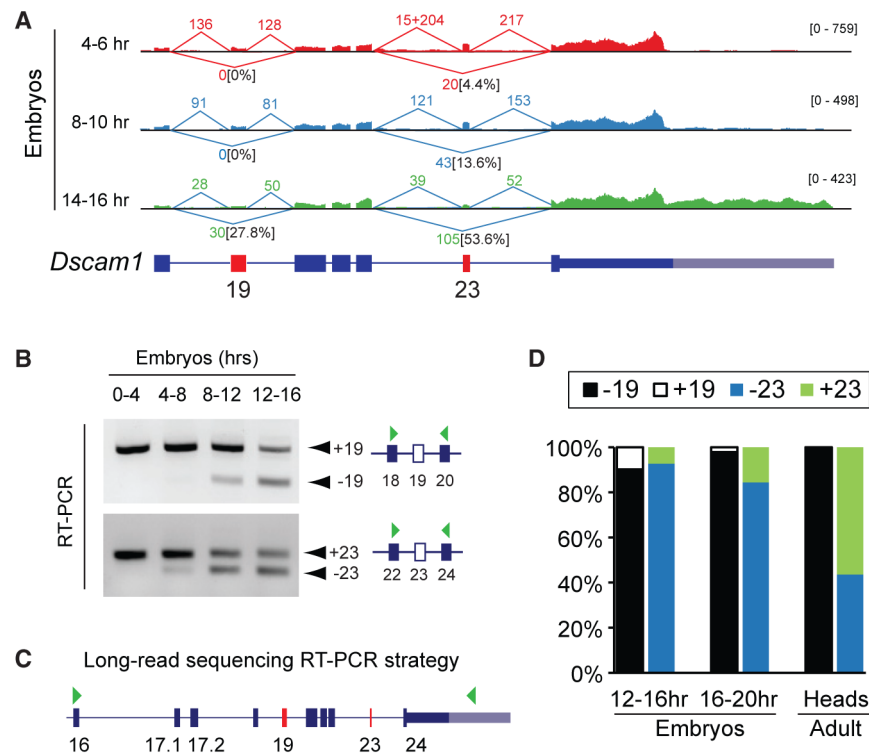 A
136 128 15+204 217 [0 - 759]
4-6 hr
0[0%] 20[4.4%]
91 81 121 153 [0 - 498]
8-10 hr
0[0%] 43[13.6%]
28 50 39 52 [0 - 423]
14-16 hr
30[27.8%] 105[53.6%]
Embryos
Dscam1
19 23
B
Embryos (hrs)
0-4 4-8 8-12 12-16
RT-PCR
+19
-19
18 19 20
+23
-23
22 23 24
C
Long-read sequencing RT-PCR strategy
16 17.1 17.2 19 23 24
D
-19 +19 -23 +23
100%
80%
60%
40%
20%
0%
12-16hr 16-20hr Heads
Embryos Adult